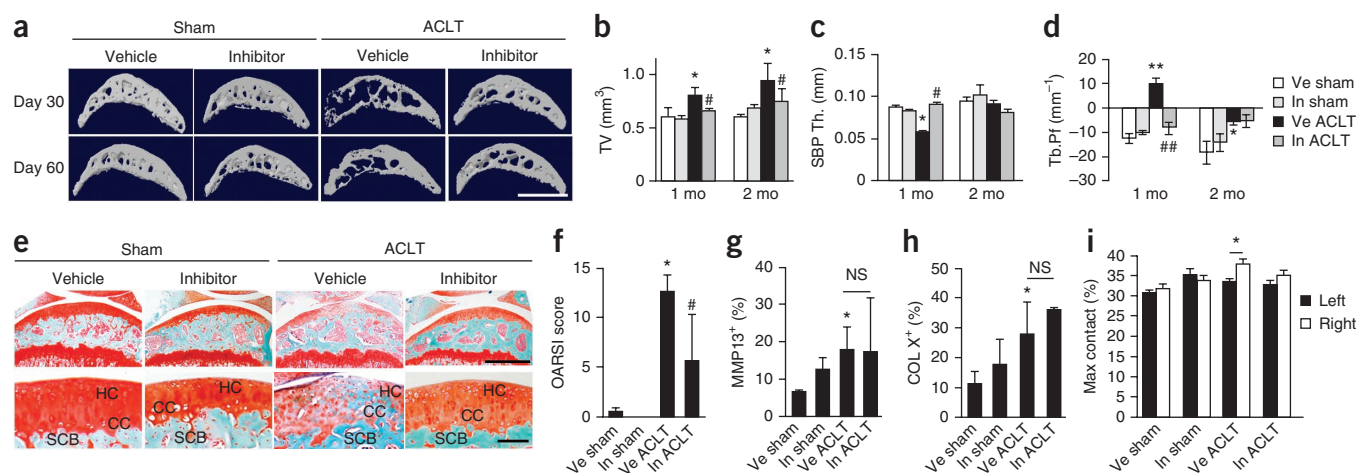 a
Sham
ACLT
Vehicle
Inhibitor
Vehicle
Inhibitor
Day 30
Day 60
b
TV (mm³)
1.0
0.5
0
*
#
*
#
1 mo
2 mo
c
SBP Th. (mm)
0.15
0.10
0.05
0
*
#
1 mo
2 mo
d
Tb.Pf (mm⁻¹)
20
10
0
−10
−20
−30
**
##
*
1 mo
2 mo
Ve sham
In sham
Ve ACLT
In ACLT
e
Sham
ACLT
Vehicle
Inhibitor
Vehicle
Inhibitor
HC
CC
SCB
HC
CC
SCB
HC
CC
SCB
HC
CC
SCB
f
OARSI score
15
10
5
0
*
#
Ve sham
In sham
Ve ACLT
In ACLT
g
MMP13⁺ (%)
40
30
20
10
0
NS
*
Ve sham
In sham
Ve ACLT
In ACLT
h
COL X⁺ (%)
50
40
30
20
10
0
NS
*
Ve sham
In sham
Ve ACLT
In ACLT
i
Max contact (%)
50
45
40
35
30
25
20
15
10
5
0
*
Left
Right
Ve sham
In sham
Ve ACLT
In ACLT